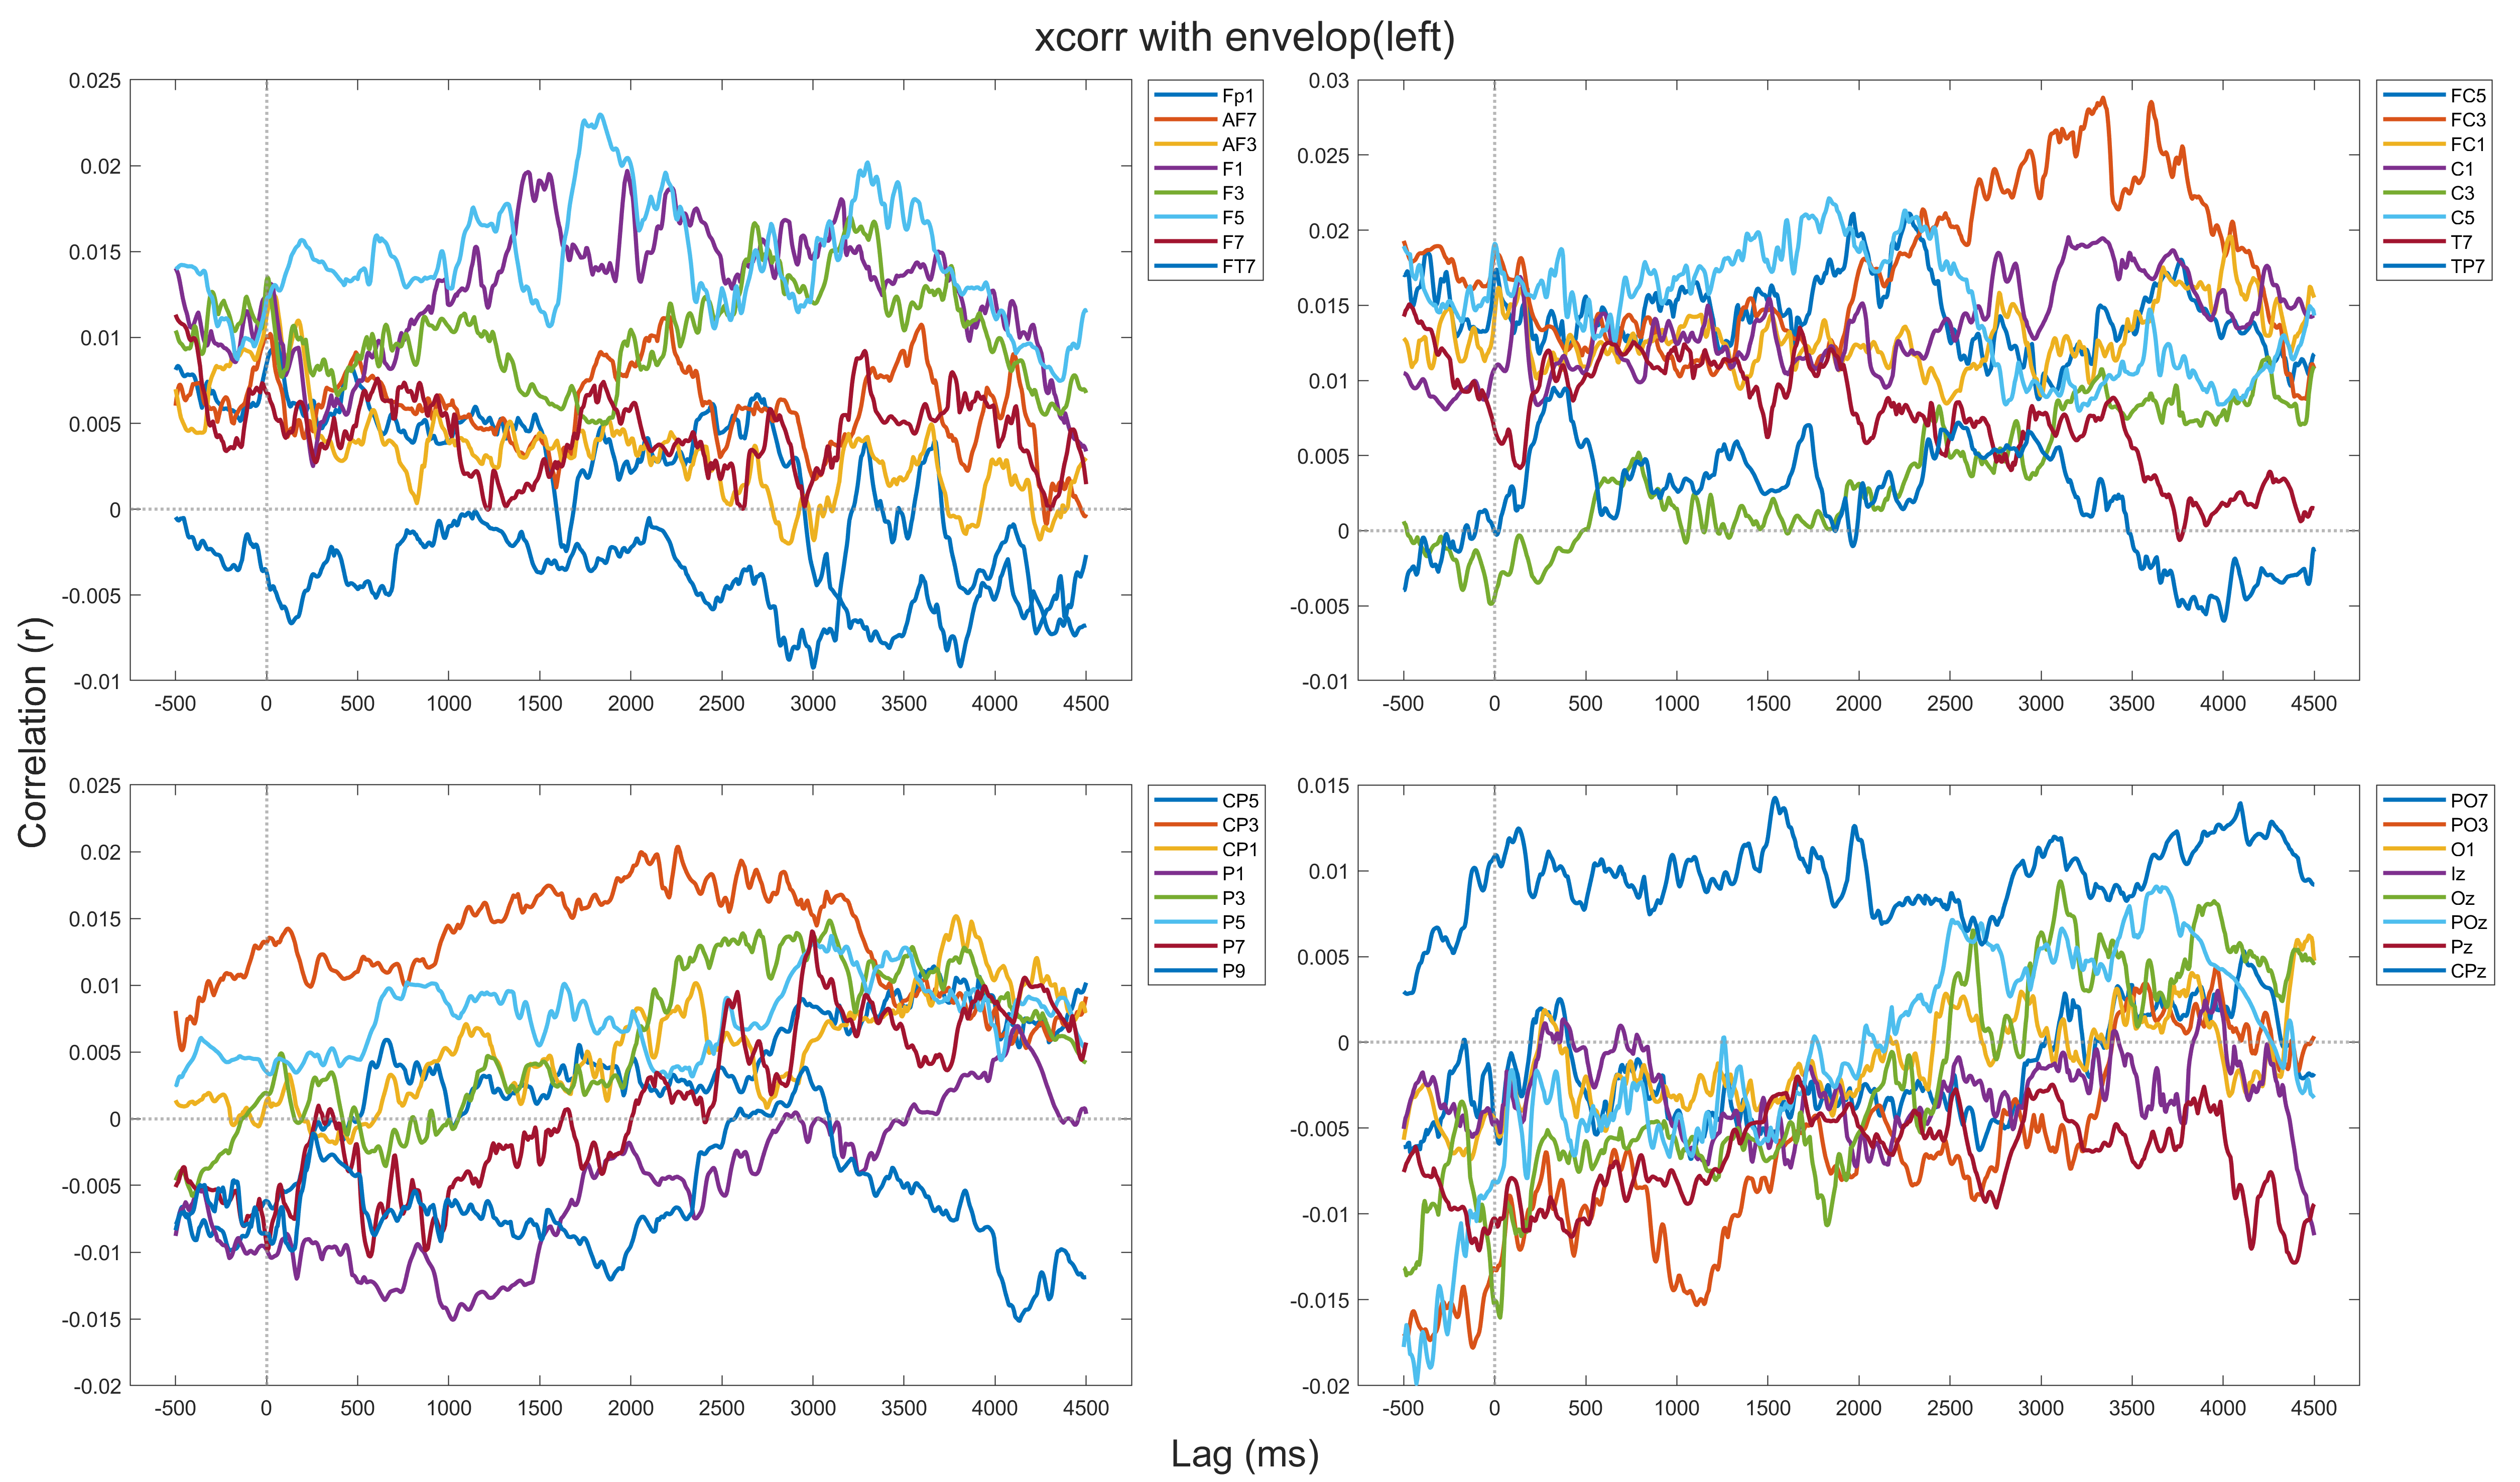 xcorr with envelop(left)
Correlation (r)
0.025
0.02
0.015
0.01
0.005
0
-0.005
-0.01
-500 0 500 1000 1500 2000 2500 3000 3500 4000 4500
Fp1
AF7
AF3
F1
F3
F5
F7
FT7
0.03
0.025
0.02
0.015
0.01
0.005
0
-0.005
-0.01
-500 0 500 1000 1500 2000 2500 3000 3500 4000 4500
FC5
FC3
FC1
C1
C3
C5
T7
TP7
0.025
0.02
0.015
0.01
0.005
0
-0.005
-0.01
-0.015
-0.02
-500 0 500 1000 1500 2000 2500 3000 3500 4000 4500
CP5
CP3
CP1
P1
P3
P5
P7
P9
0.015
0.01
0.005
0
-0.005
-0.01
-0.015
-0.02
-500 0 500 1000 1500 2000 2500 3000 3500 4000 4500
PO7
PO3
O1
Iz
Oz
POz
Pz
CPz
Lag (ms)